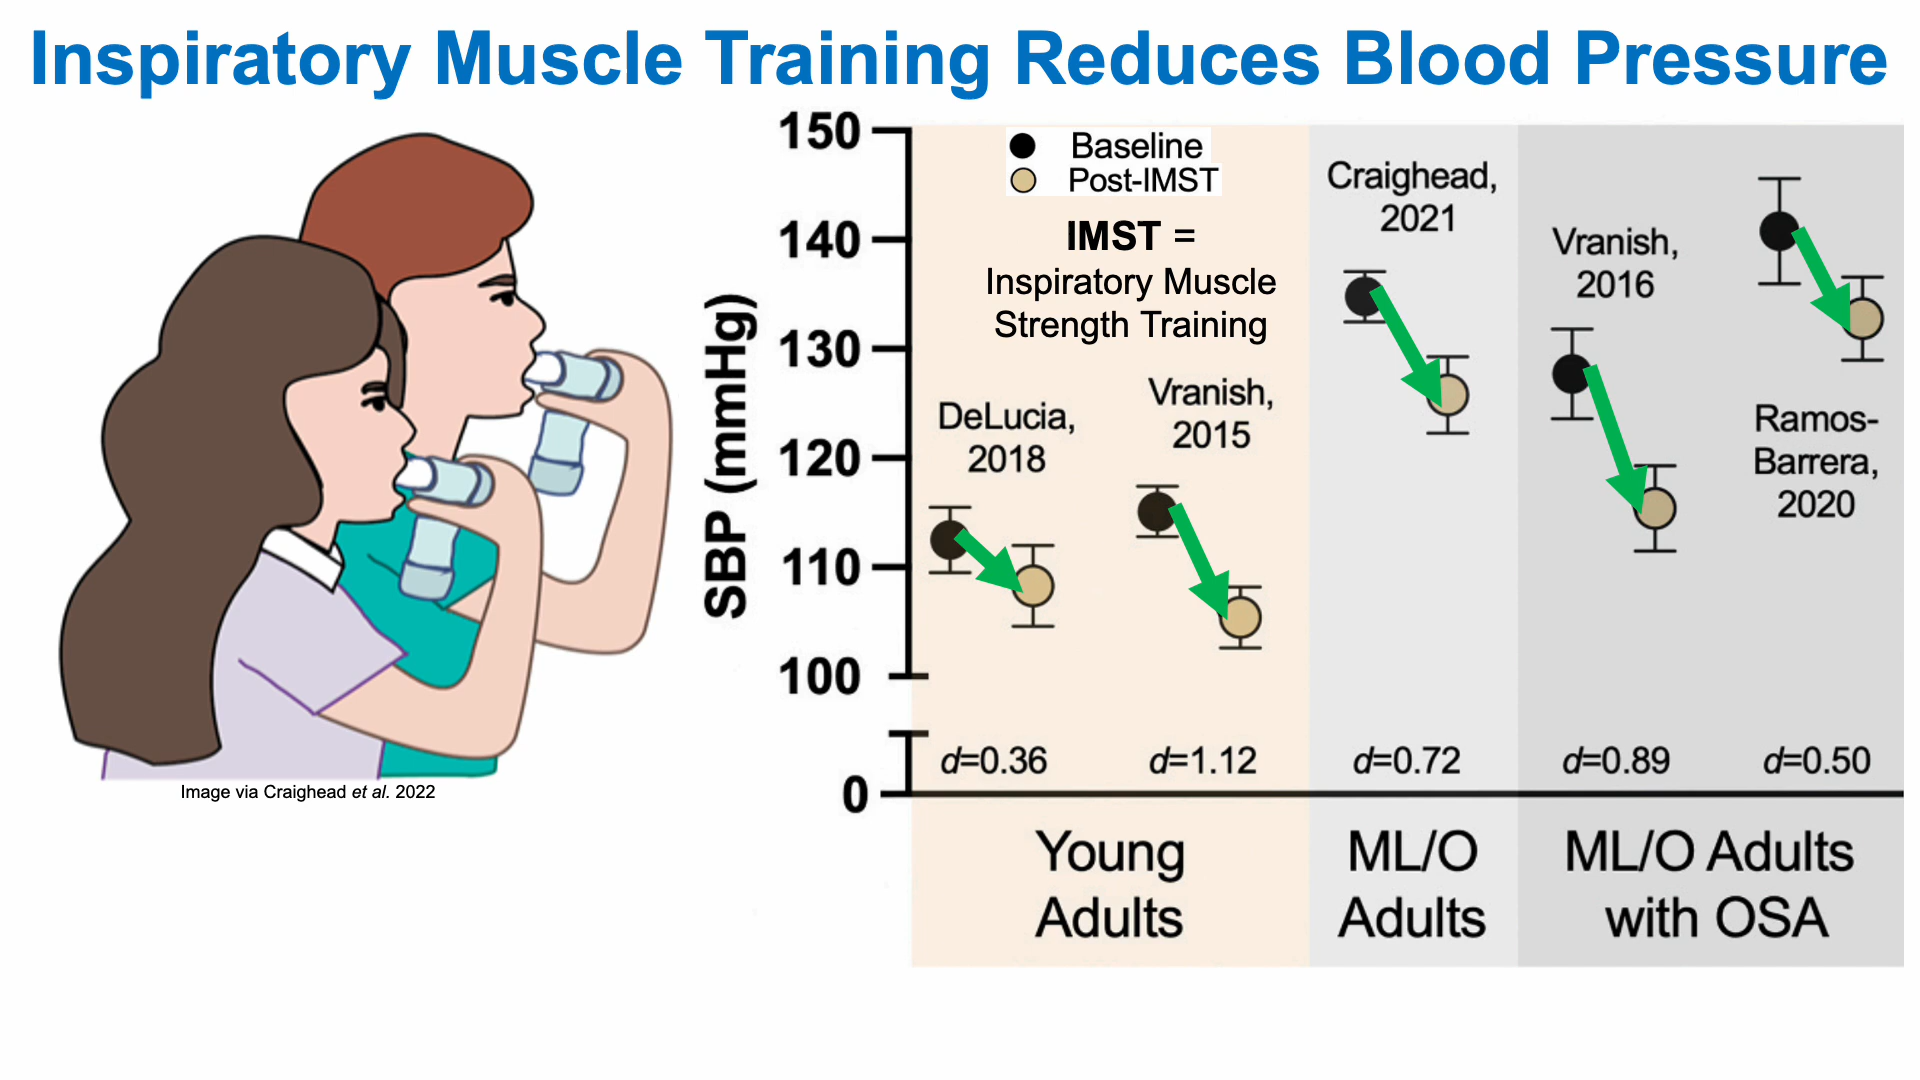 Inspiratory Muscle Training Reduces Blood Pressure
Image via Craighead et al. 2022
SBP (mmHg)
150
140
130
120
110
100
0
Baseline
Post-IMST
IMST =
Inspiratory Muscle
Strength Training
DeLucia,
2018
Vranish,
2015
Craighead,
2021
Vranish,
2016
Ramos-
Barrera,
2020
d=0.36
d=1.12
d=0.72
d=0.89
d=0.50
Young
Adults
ML/O
Adults
ML/O Adults
with OSA